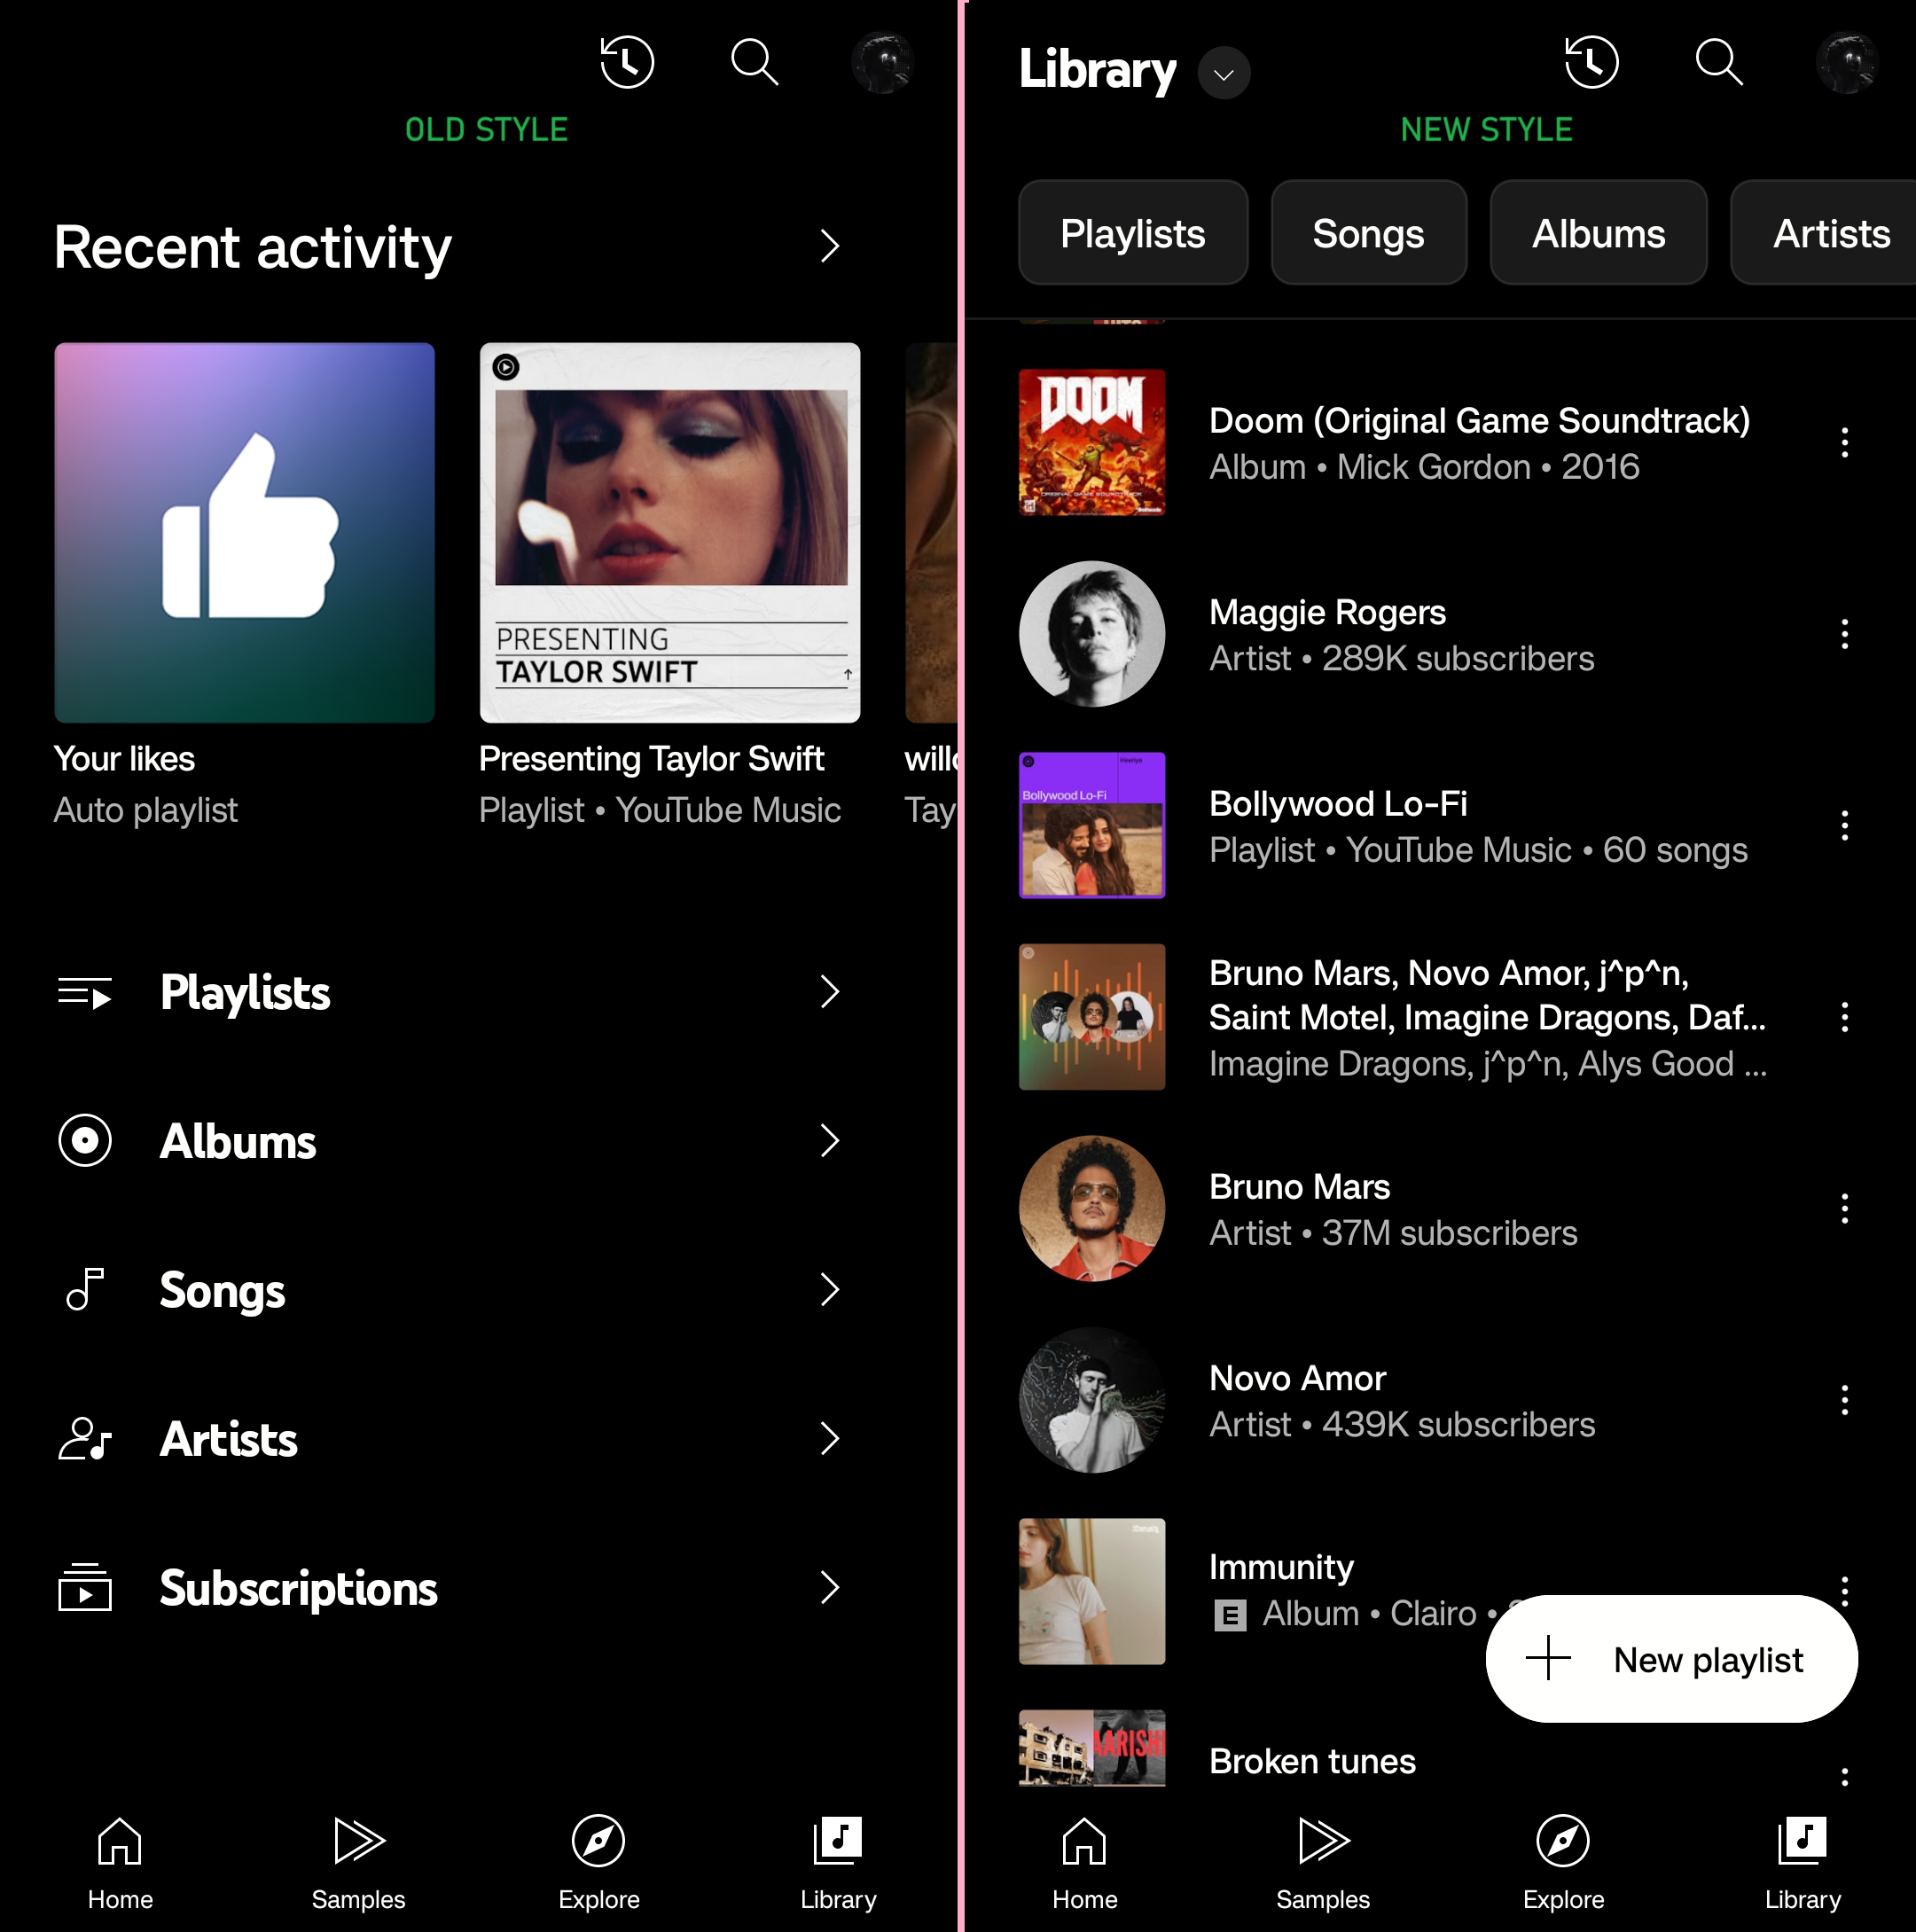 OLD STYLE
Recent activity
PRESENTING
TAYLOR SWIFT
Your likes
Auto playlist
Presenting Taylor Swift
Playlist • YouTube Music
Tay
Playlists
Albums
Songs
Artists
Subscriptions
Home
Samples
Explore
Library
Library
NEW STYLE
Playlists
Songs
Albums
Artists
DOOM
ORIGINAL GAME SOUNDTRACK
Doom (Original Game Soundtrack)
Album • Mick Gordon • 2016
Maggie Rogers
Artist • 289K subscribers
Bollywood Lo-Fi
Bollywood Lo-Fi
Playlist • YouTube Music • 60 songs
Bruno Mars, Novo Amor, j^p^n,
Saint Motel, Imagine Dragons, Daf...
Imagine Dragons, j^p^n, Alys Good ...
Bruno Mars
Artist • 37M subscribers
Novo Amor
Artist • 439K subscribers
Immunity
E Album • Clairo •
New playlist
Broken tunes
Home
Samples
Explore
Library